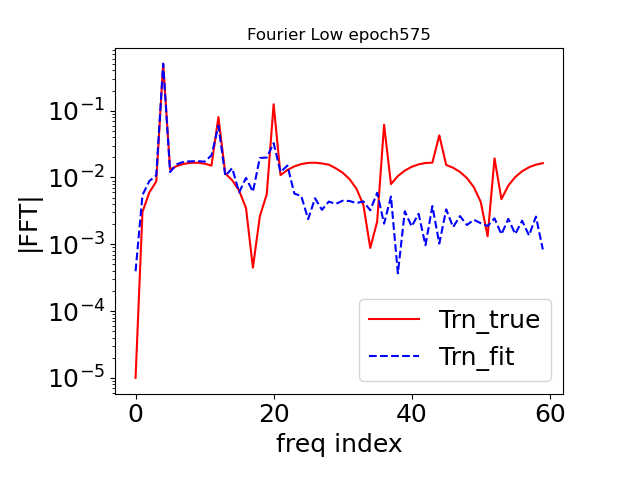 Fourier Low epoch575
|FFT|
10⁻¹
10⁻²
10⁻³
10⁻⁴
10⁻⁵
Trn_true
Trn_fit
0 20 40 60
freq index